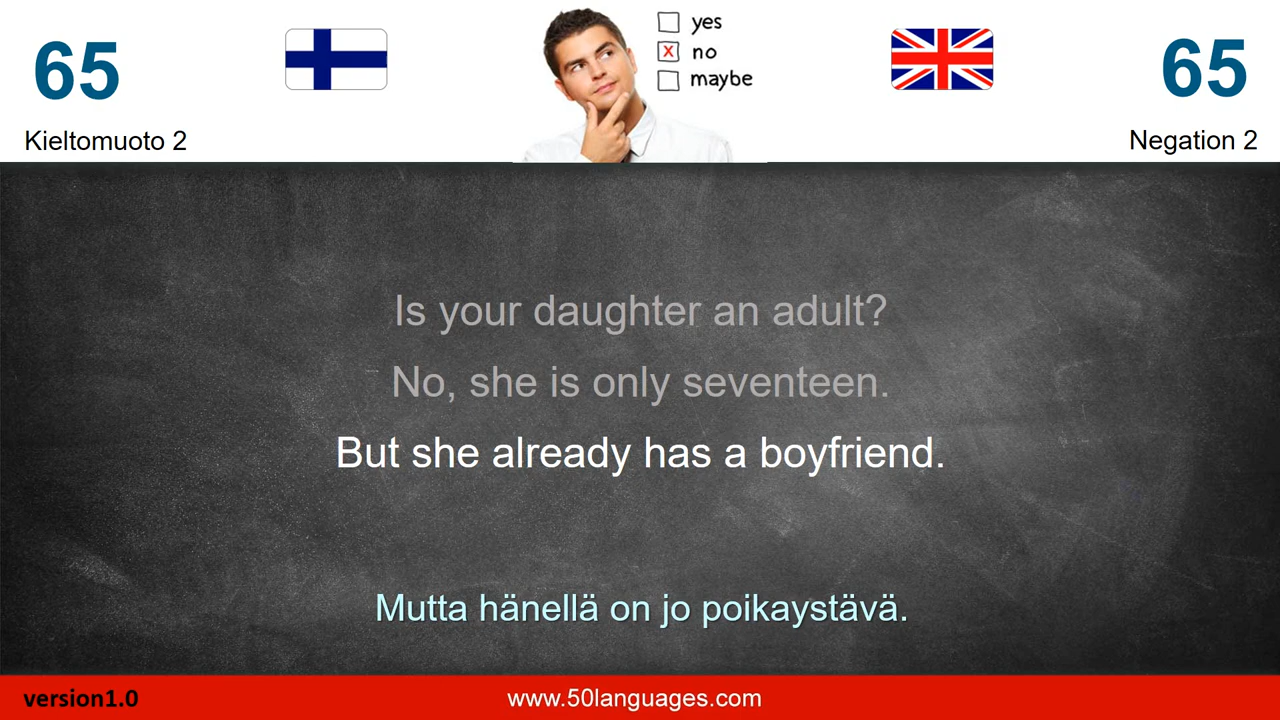 65
yes
no
maybe
65
Kieltomuoto 2
Negation 2
Is your daughter an adult?
No, she is only seventeen.
But she already has a boyfriend.
Mutta hänellä on jo poikaystävä.
version1.0
www.50languages.com